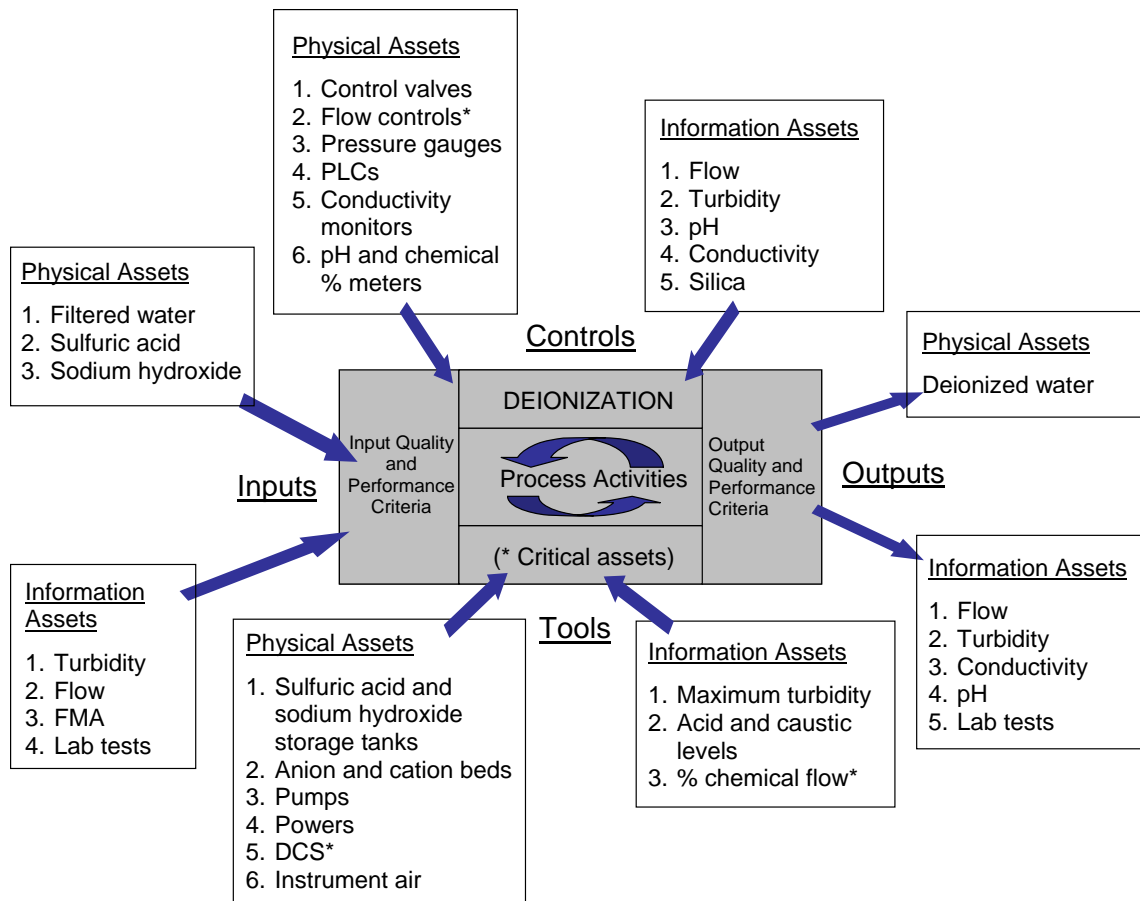 Physical Assets
1. Control valves
2. Flow controls*
3. Pressure gauges
4. PLCs
5. Conductivity
monitors
6. pH and chemical
% meters
Information Assets
1. Flow
2. Turbidity
3. pH
4. Conductivity
5. Silica
Physical Assets
1. Filtered water
2. Sulfuric acid
3. Sodium hydroxide
Controls
Physical Assets
Deionized water
Inputs
Input Quality
and
Performance
Criteria
DEIONIZATION
Process Activities
(* Critical assets)
Output
Quality and
Performance
Criteria
Outputs
Tools
Information
Assets
1. Turbidity
2. Flow
3. FMA
4. Lab tests
Physical Assets
1. Sulfuric acid and
sodium hydroxide
storage tanks
2. Anion and cation beds
3. Pumps
4. Powers
5. DCS*
6. Instrument air
Information Assets
1. Maximum turbidity
2. Acid and caustic
levels
3. % chemical flow*
Information Assets
1. Flow
2. Turbidity
3. Conductivity
4. pH
5. Lab tests